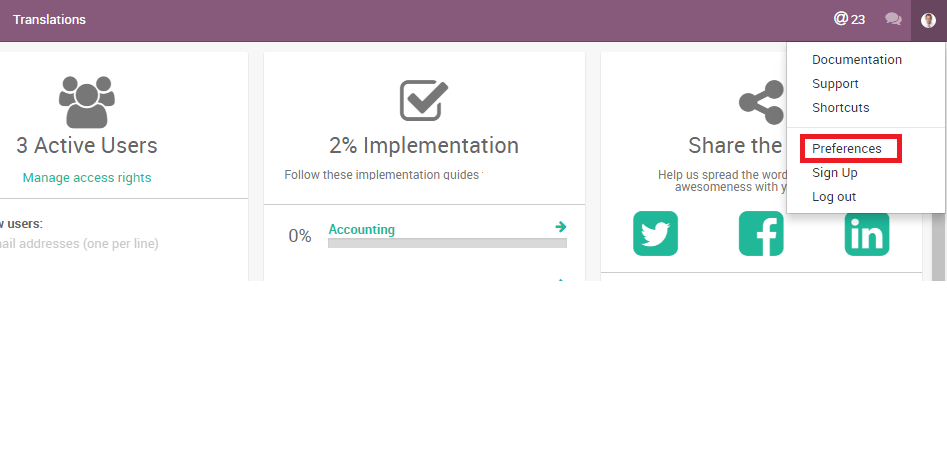 Translations
@ 23
Documentation
Support
Shortcuts
Preferences
Sign Up
Log out
3 Active Users
Manage access rights
users:
addresses (one per line)
2% Implementation
Follow these implementation guides
0%
Accounting
Share the
Help us spread the word
awesomeness with